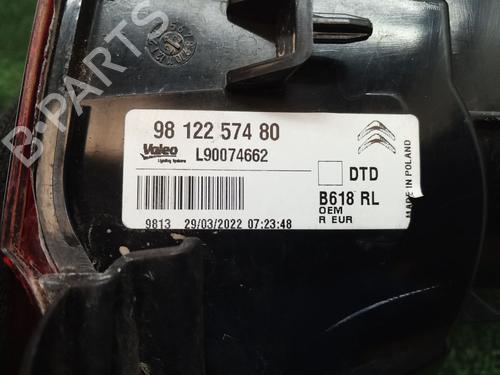 B-PARTS
98 122 574 80
Valeo
Lighting Systems
L90074662
DTD
B618 RL
OEM
R EUR
MADE IN POLAND
9813 29/03/2022 07:23:48